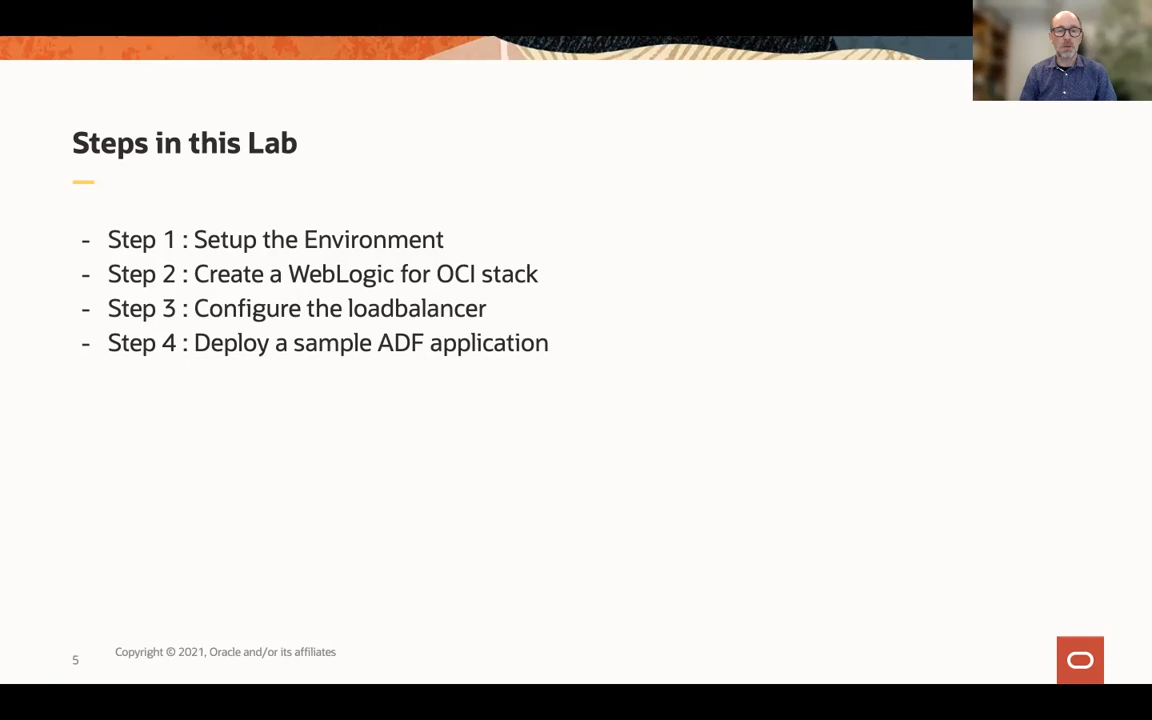 Steps in this Lab
- Step 1 : Setup the Environment
- Step 2 : Create a WebLogic for OCI stack
- Step 3 : Configure the loadbalancer
- Step 4 : Deploy a sample ADF application
5
Copyright © 2021, Oracle and/or its affiliates